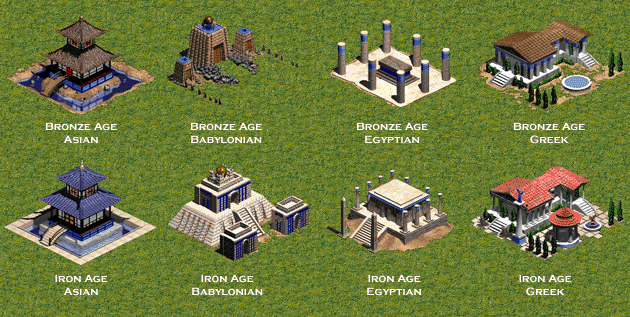 Bronze Age
Asian
Bronze Age
Babylonian
Bronze Age
Egyptian
Bronze Age
Greek
Iron Age
Asian
Iron Age
Babylonian
Iron Age
Egyptian
Iron Age
Greek